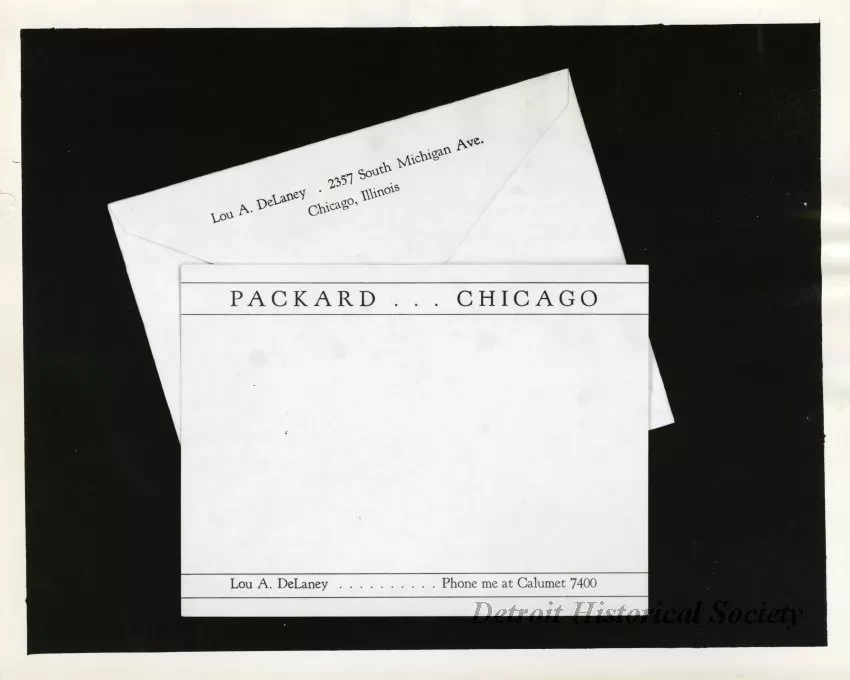 Lou A. DeLaney . 2357 South Michigan Ave.
Chicago, Illinois
PACKARD . . . CHICAGO
Lou A. DeLaney . . . . . . . . . . Phone me at Calumet 7400
Detroit Historical Society